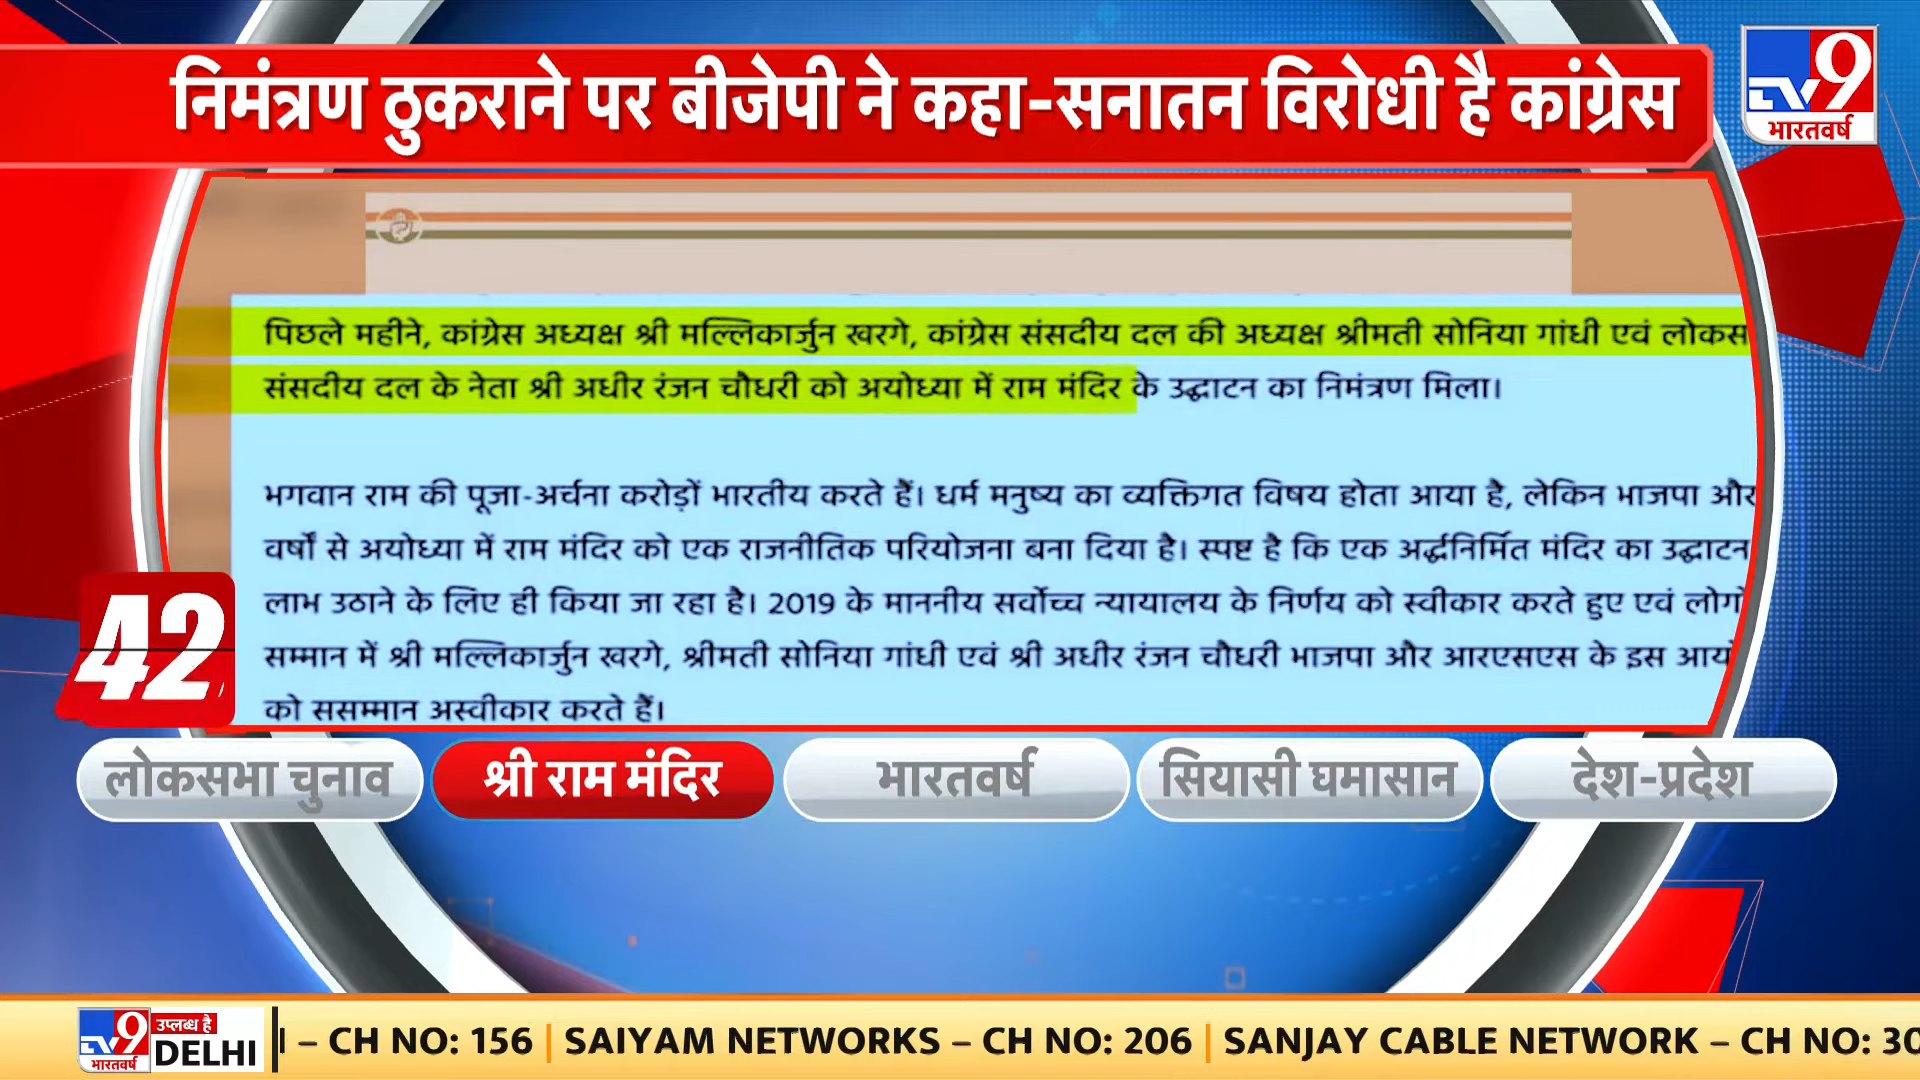 निमंत्रण ठुकराने पर बीजेपी ने कहा-सनातन विरोधी है कांग्रेस
TV9
भारतवर्ष
पिछले महीने, कांग्रेस अध्यक्ष श्री मल्लिकार्जुन खरगे, कांग्रेस संसदीय दल की अध्यक्ष श्रीमती सोनिया गांधी एवं लोकस
संसदीय दल के नेता श्री अधीर रंजन चौधरी को अयोध्या में राम मंदिर के उद्घाटन का निमंत्रण मिला।
भगवान राम की पूजा-अर्चना करोड़ों भारतीय करते हैं। धर्म मनुष्य का व्यक्तिगत विषय होता आया है, लेकिन भाजपा और
वर्षों से अयोध्या में राम मंदिर को एक राजनीतिक परियोजना बना दिया है। स्पष्ट है कि एक अर्द्धनिर्मित मंदिर का उद्घाटन
लाभ उठाने के लिए ही किया जा रहा है। 2019 के माननीय सर्वोच्च न्यायालय के निर्णय को स्वीकार करते हुए एवं लोगों
सम्मान में श्री मल्लिकार्जुन खरगे, श्रीमती सोनिया गांधी एवं श्री अधीर रंजन चौधरी भाजपा और आरएसएस के इस आयो
को ससम्मान अस्वीकार करते हैं।
42
लोकसभा चुनाव श्री राम मंदिर भारतवर्ष सियासी घमासान देश-प्रदेश
TV9 भारतवर्ष उपलब्ध है DELHI – CH NO: 156 | SAIYAM NETWORKS – CH NO: 206 | SANJAY CABLE NETWORK – CH NO: 30